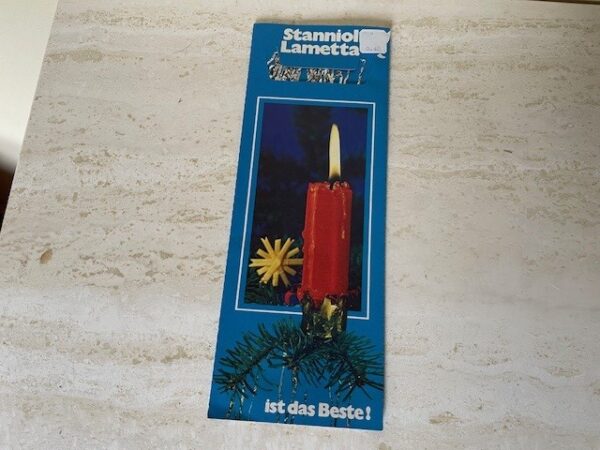 Stanniol
Lametta
ist das Beste!